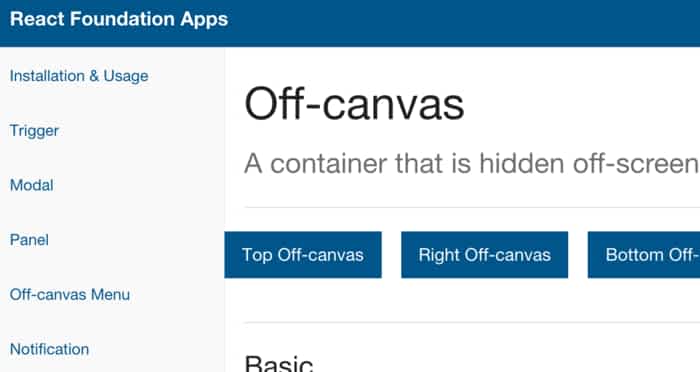 React Foundation Apps
Installation & Usage
Trigger
Modal
Panel
Off-canvas Menu
Notification
Off-canvas
A container that is hidden off-screen
Top Off-canvas
Right Off-canvas
Bottom Off-
Basic